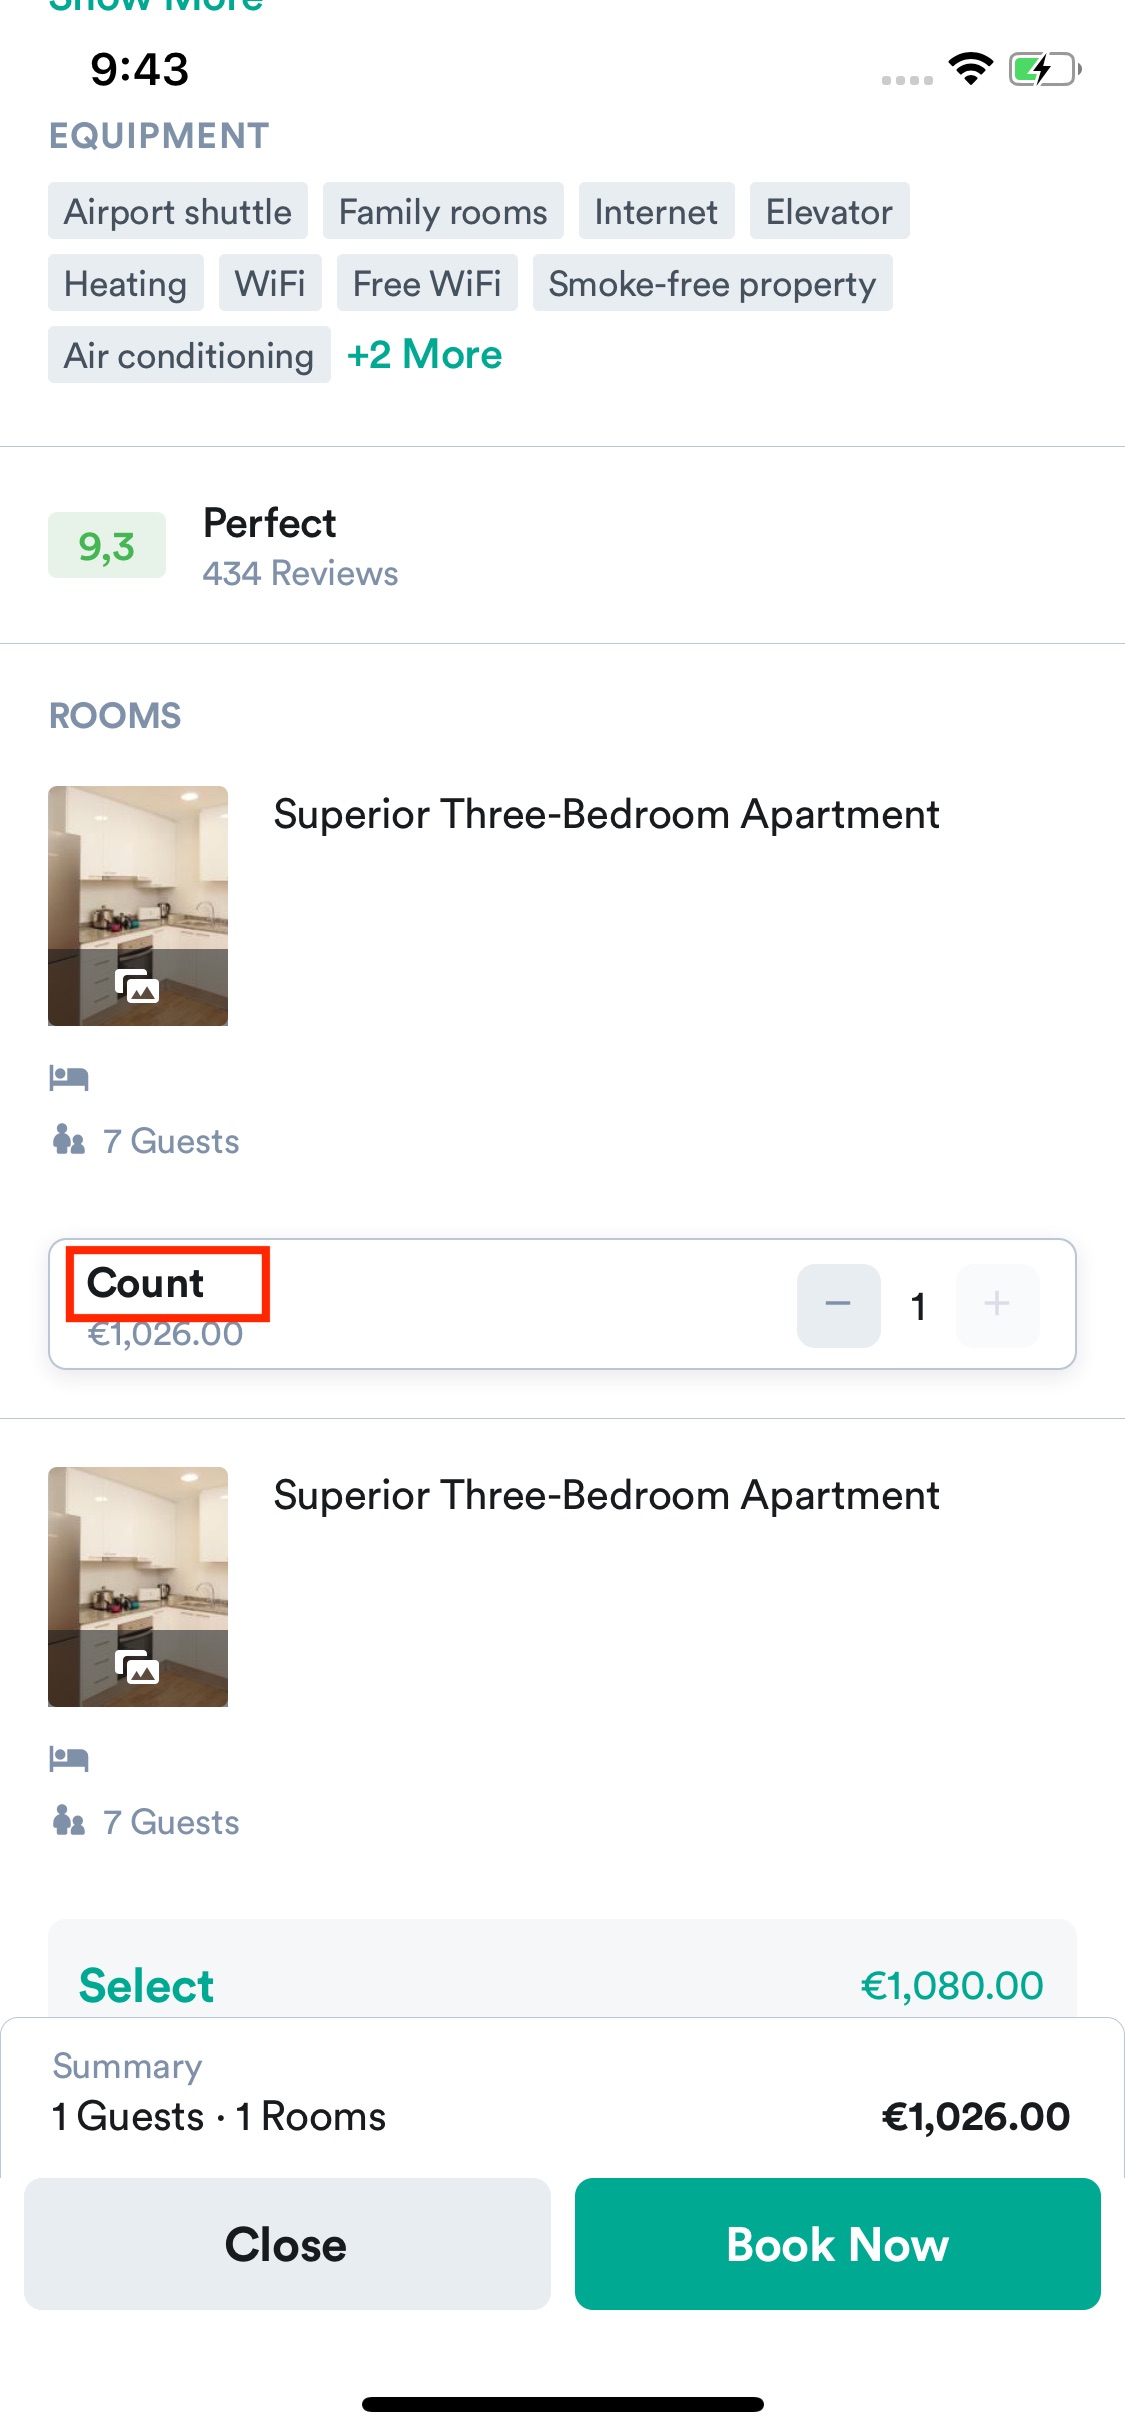 Show More
9:43
EQUIPMENT
Airport shuttle Family rooms Internet Elevator
Heating WiFi Free WiFi Smoke-free property
Air conditioning +2 More
9,3 Perfect
434 Reviews
ROOMS
Superior Three-Bedroom Apartment
7 Guests
Count
€1,026.00
− 1 +
Superior Three-Bedroom Apartment
7 Guests
Select €1,080.00
Summary
1 Guests · 1 Rooms €1,026.00
Close Book Now